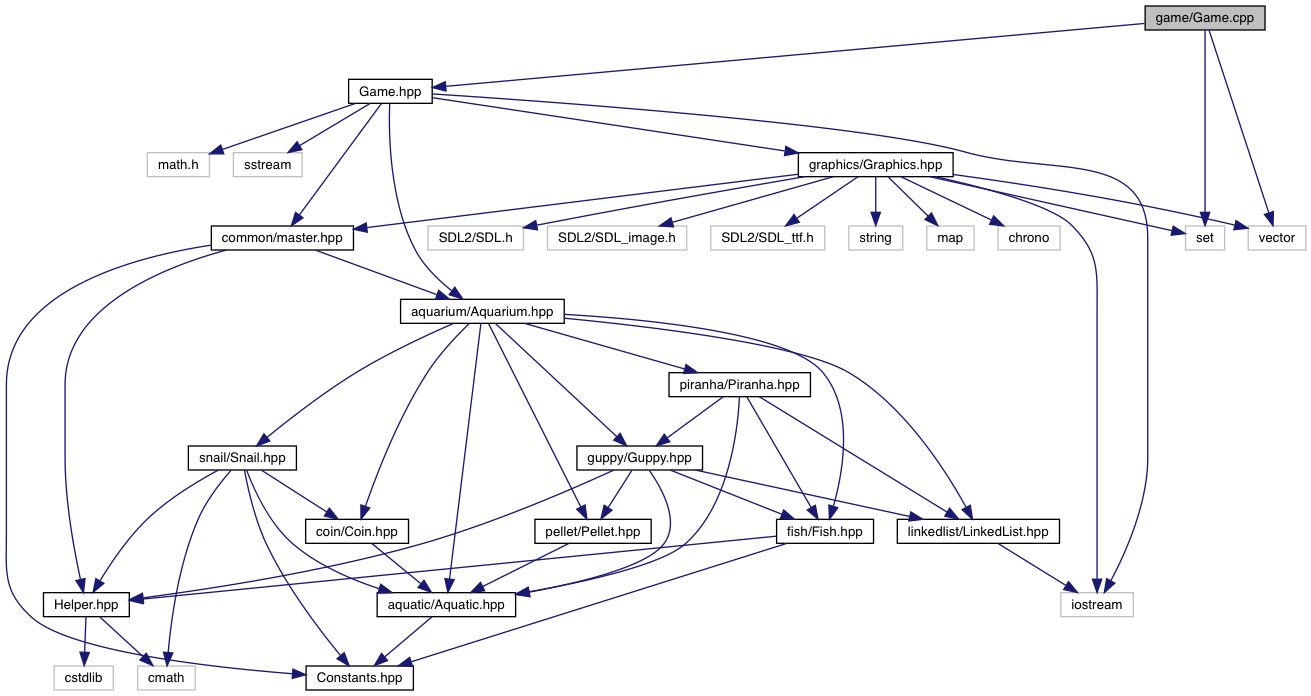 game/Game.cpp
Game.hpp
math.h
sstream
graphics/Graphics.hpp
common/master.hpp
SDL2/SDL.h
SDL2/SDL_image.h
SDL2/SDL_ttf.h
string
map
chrono
set
vector
aquarium/Aquarium.hpp
piranha/Piranha.hpp
snail/Snail.hpp
guppy/Guppy.hpp
coin/Coin.hpp
pellet/Pellet.hpp
fish/Fish.hpp
linkedlist/LinkedList.hpp
Helper.hpp
aquatic/Aquatic.hpp
iostream
cstdlib
cmath
Constants.hpp